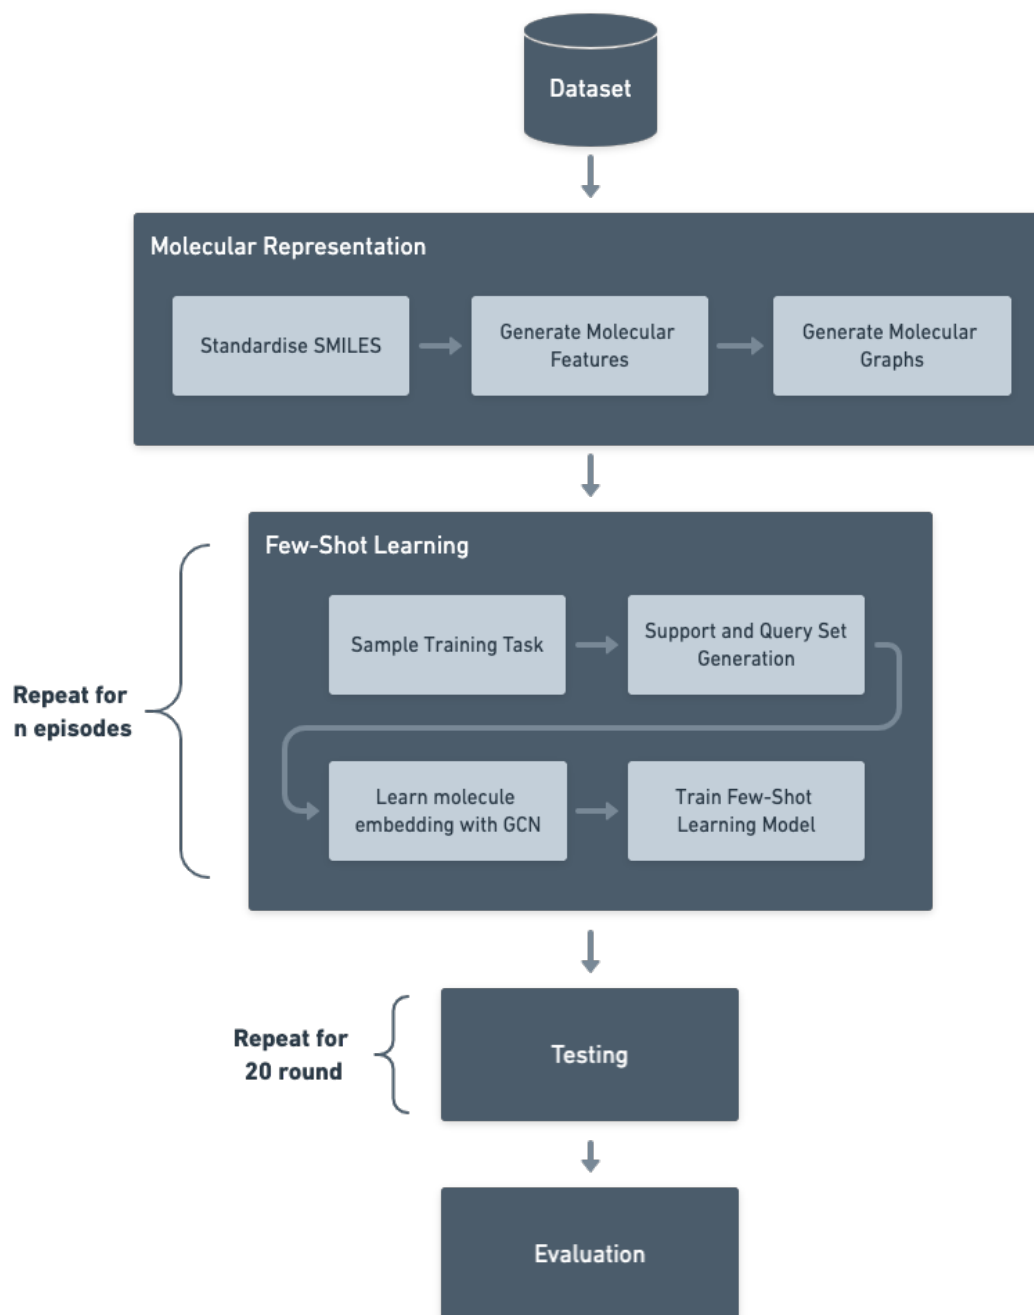 Dataset
Molecular Representation
Standardise SMILES
Generate Molecular
Features
Generate Molecular
Graphs
Few-Shot Learning
Sample Training Task
Support and Query Set
Generation
Repeat for
n episodes
Learn molecule
embedding with GCN
Train Few-Shot
Learning Model
Repeat for
20 round
Testing
Evaluation